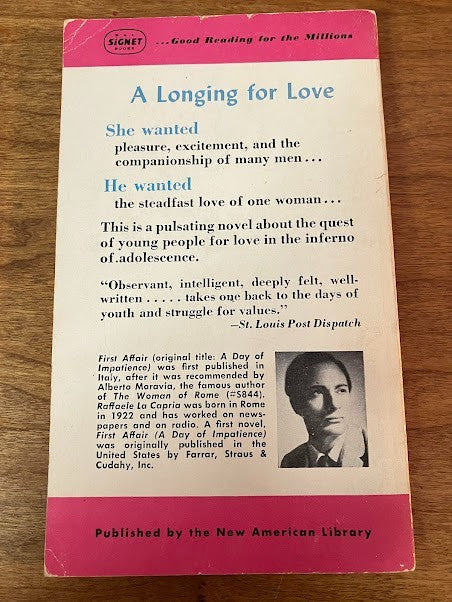 SIGNET
BOOKS
...Good Reading for the Millions
A Longing for Love
She wanted
pleasure, excitement, and the
companionship of many men...
He wanted
the steadfast love of one woman...
This is a pulsating novel about the quest
of young people for love in the inferno
of adolescence.
“Observant, intelligent, deeply felt, well-
written ..... takes one back to the days of
youth and struggle for values.”
—St. Louis Post Dispatch
First Affair (original title: A Day of
Impatience) was first published in
Italy, after it was recommended by
Alberto Moravia, the famous author
of The Woman of Rome (#S844).
Raffaele La Capria was born in Rome
in 1922 and has worked on news-
papers and on radio. A first novel,
First Affair (A Day of Impatience)
was originally published in the
United States by Farrar, Straus &
Cudahy, Inc.
Published by the New American Library